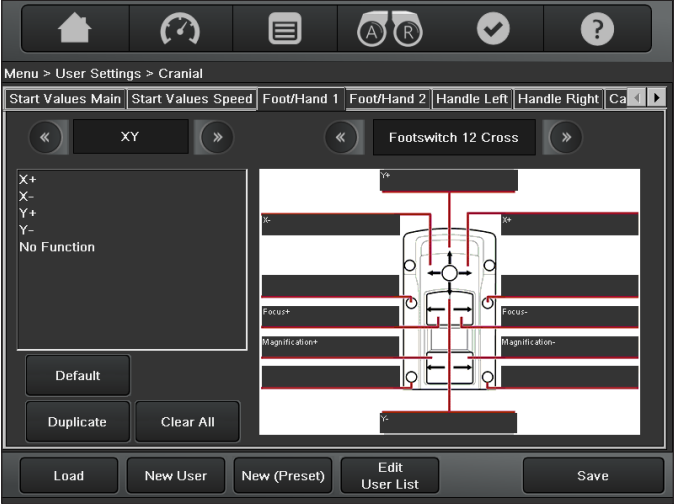 A R ?
Menu > User Settings > Cranial
Start Values Main Start Values Speed Foot/Hand 1 Foot/Hand 2 Handle Left Handle Right Ca
« XY » « Footswitch 12 Cross »
X+
X-
Y+
Y-
No Function
Y+
X- X+
Focus+ Focus-
Magnification+ Magnification-
Y-
Default
Duplicate Clear All
Load New User New (Preset) Edit User List Save